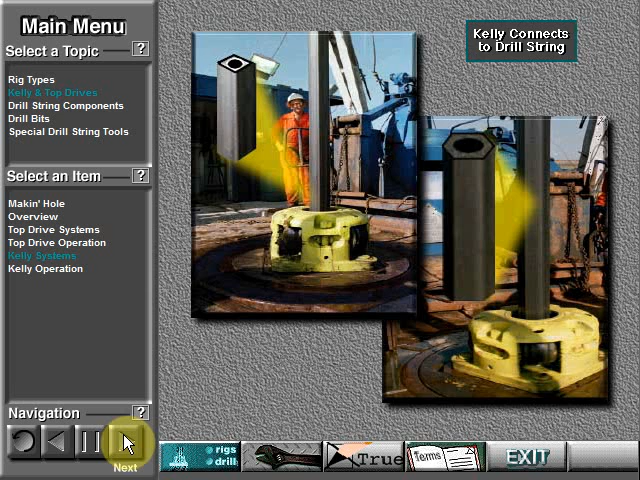 Main Menu
Select a Topic ?
Rig Types
Kelly & Top Drives
Drill String Components
Drill Bits
Special Drill String Tools
Select an Item ?
Makin' Hole
Overview
Top Drive Systems
Top Drive Operation
Kelly Systems
Kelly Operation
Navigation ?
Next
Kelly Connects
to Drill String
rigs
drill
True
Terms
EXIT